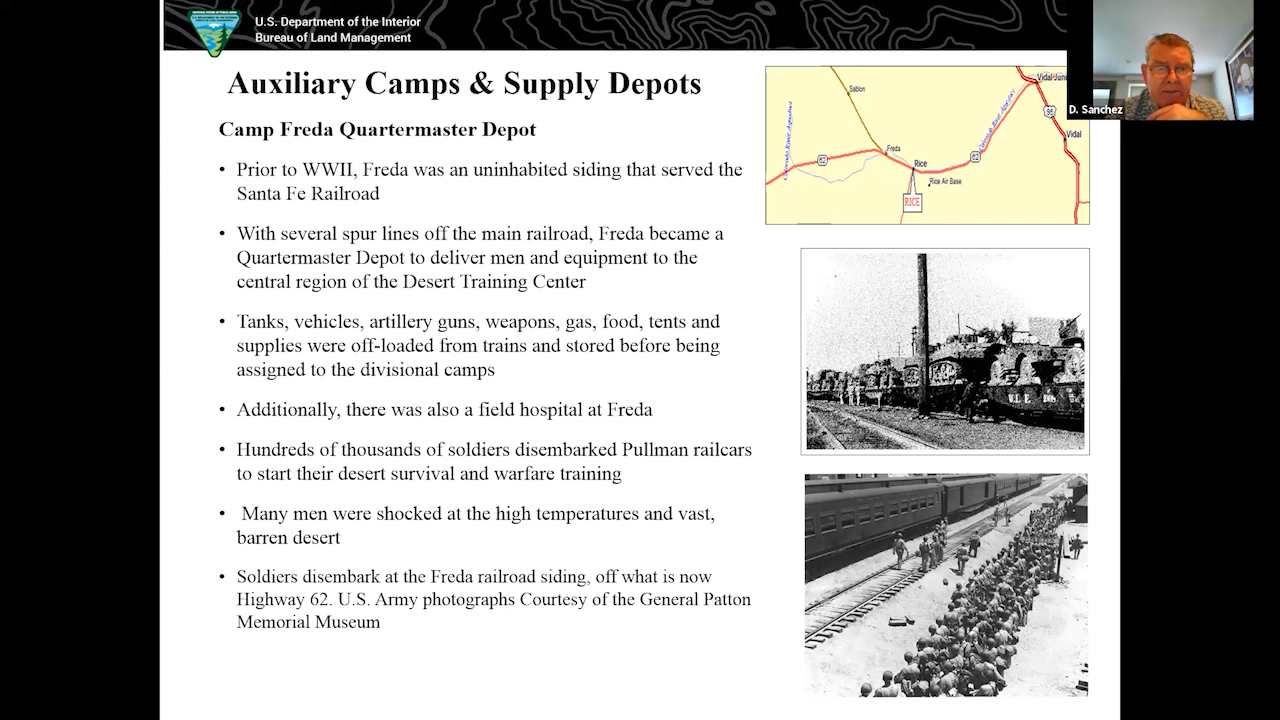 U.S. Department of the Interior
Bureau of Land Management
Auxiliary Camps & Supply Depots
D. Sanchez
Camp Freda Quartermaster Depot
• Prior to WWII, Freda was an uninhabited siding that served the
Santa Fe Railroad
• With several spur lines off the main railroad, Freda became a
Quartermaster Depot to deliver men and equipment to the
central region of the Desert Training Center
• Tanks, vehicles, artillery guns, weapons, gas, food, tents and
supplies were off-loaded from trains and stored before being
assigned to the divisional camps
• Additionally, there was also a field hospital at Freda
• Hundreds of thousands of soldiers disembarked Pullman railcars
to start their desert survival and warfare training
• Many men were shocked at the high temperatures and vast,
barren desert
• Soldiers disembark at the Freda railroad siding, off what is now
Highway 62. U.S. Army photographs Courtesy of the General Patton
Memorial Museum
Sablon
95
Vidal
Freda
62
62
Rice
Rice Air Base
RICE
W.L.E.